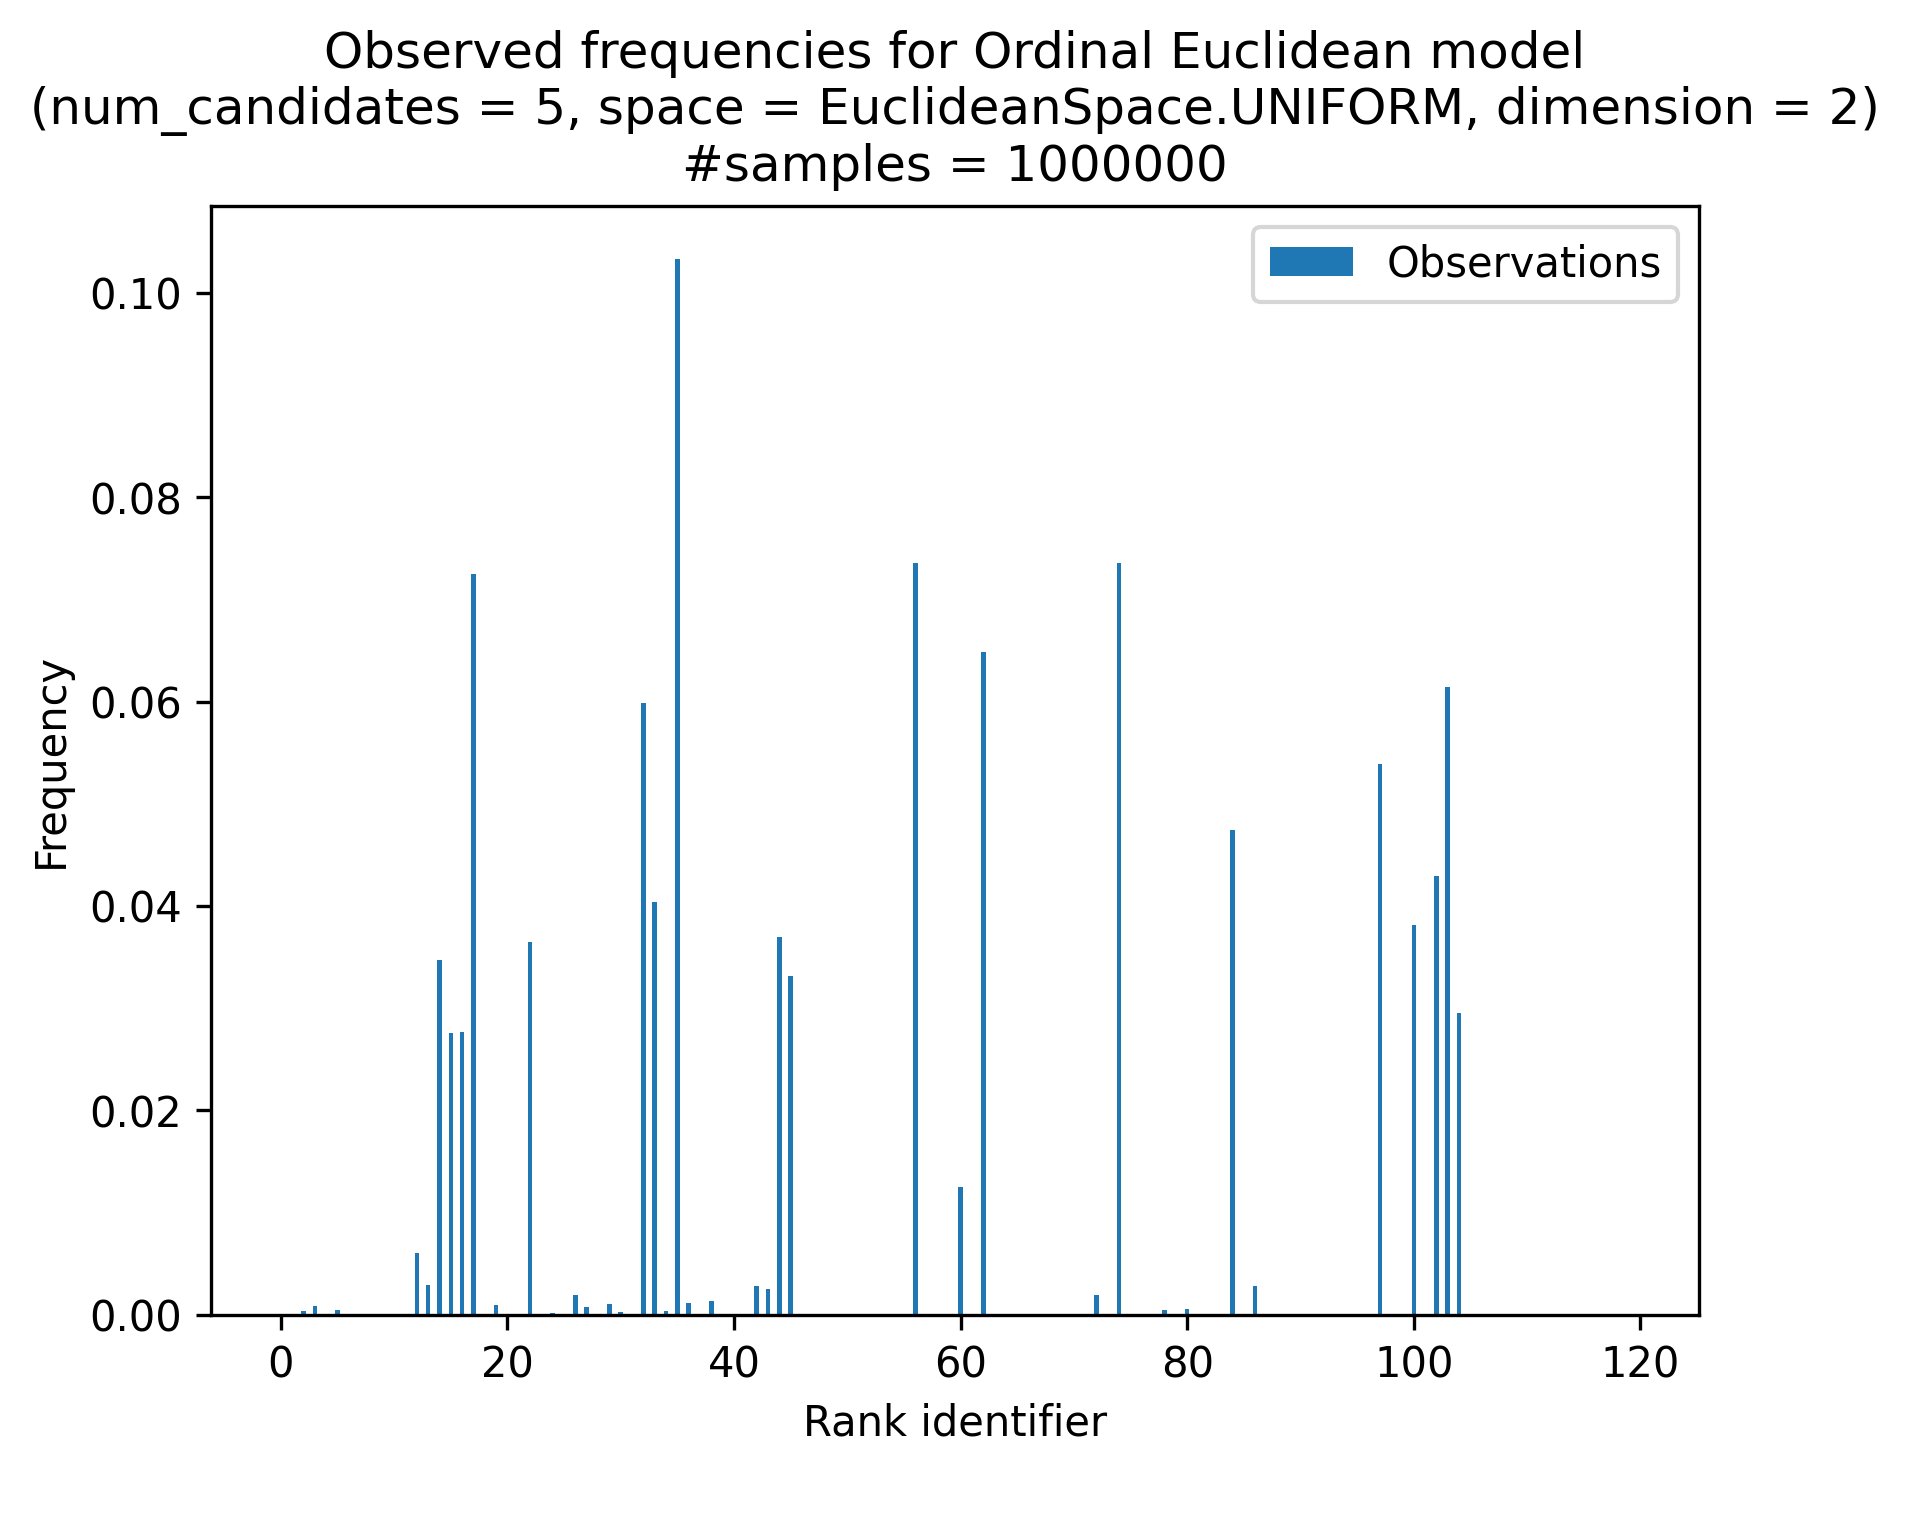 Observed frequencies for Ordinal Euclidean model
(num_candidates = 5, space = EuclideanSpace.UNIFORM, dimension = 2)
#samples = 1000000
Observations
0.10
0.08
0.06
0.04
0.02
0.00
Frequency
0 20 40 60 80 100 120
Rank identifier